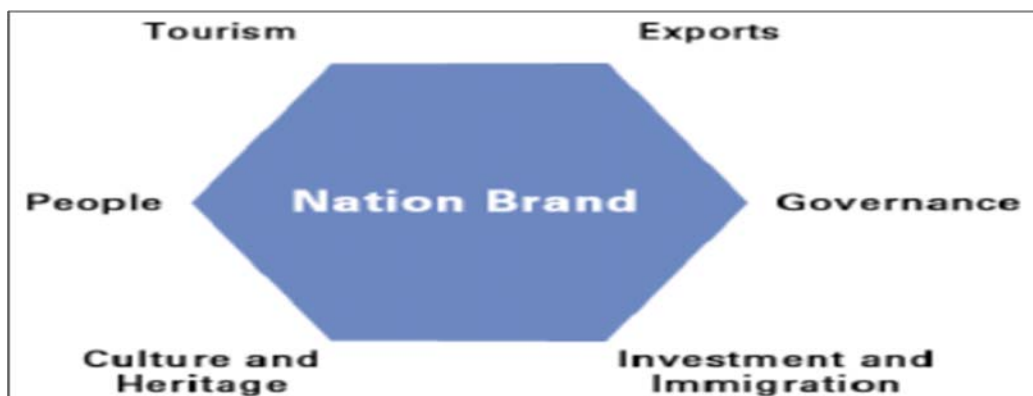 Tourism
Exports
People
Nation Brand
Governance
Culture and
Heritage
Investment and
Immigration